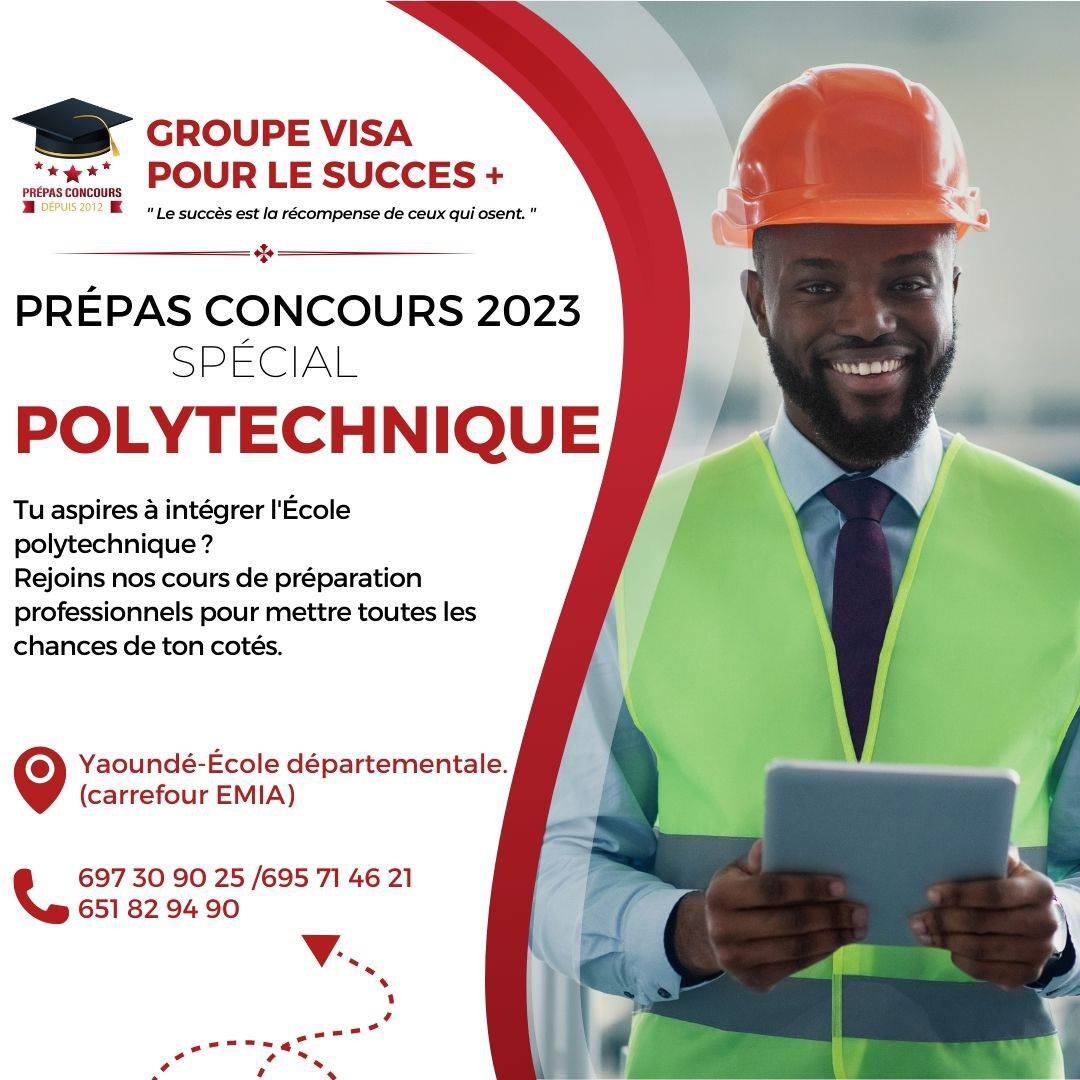 PRÉPAS CONCOURS
DEPUIS 2012
GROUPE VISA
POUR LE SUCCES +
" Le succès est la récompense de ceux qui osent. "
PRÉPAS CONCOURS 2023
SPÉCIAL
POLYTECHNIQUE
Tu aspires à intégrer l'École
polytechnique ?
Rejoins nos cours de préparation
professionnels pour mettre toutes les
chances de ton cotés.
Yaoundé-École départementale.
(carrefour EMIA)
697 30 90 25 /695 71 46 21
651 82 94 90